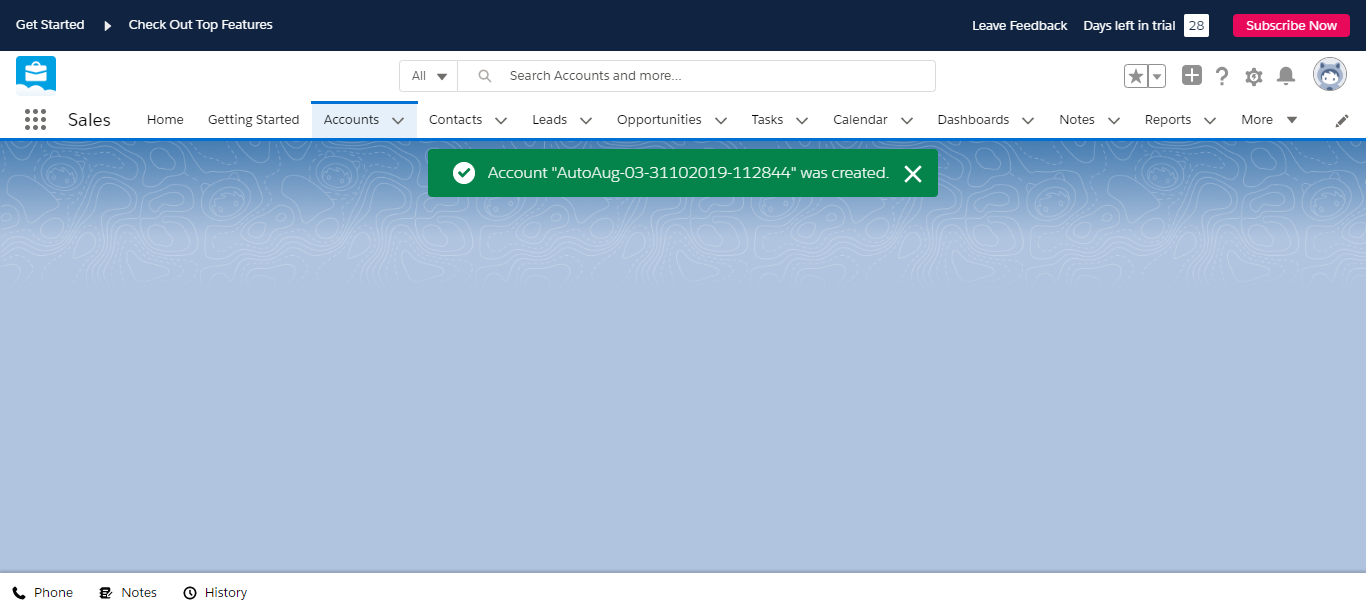 Get Started Check Out Top Features Leave Feedback Days left in trial 28 Subscribe Now
All Search Accounts and more...
Sales Home Getting Started Accounts Contacts Leads Opportunities Tasks Calendar Dashboards Notes Reports More
Account "AutoAug-03-31102019-112844" was created.
Phone Notes History